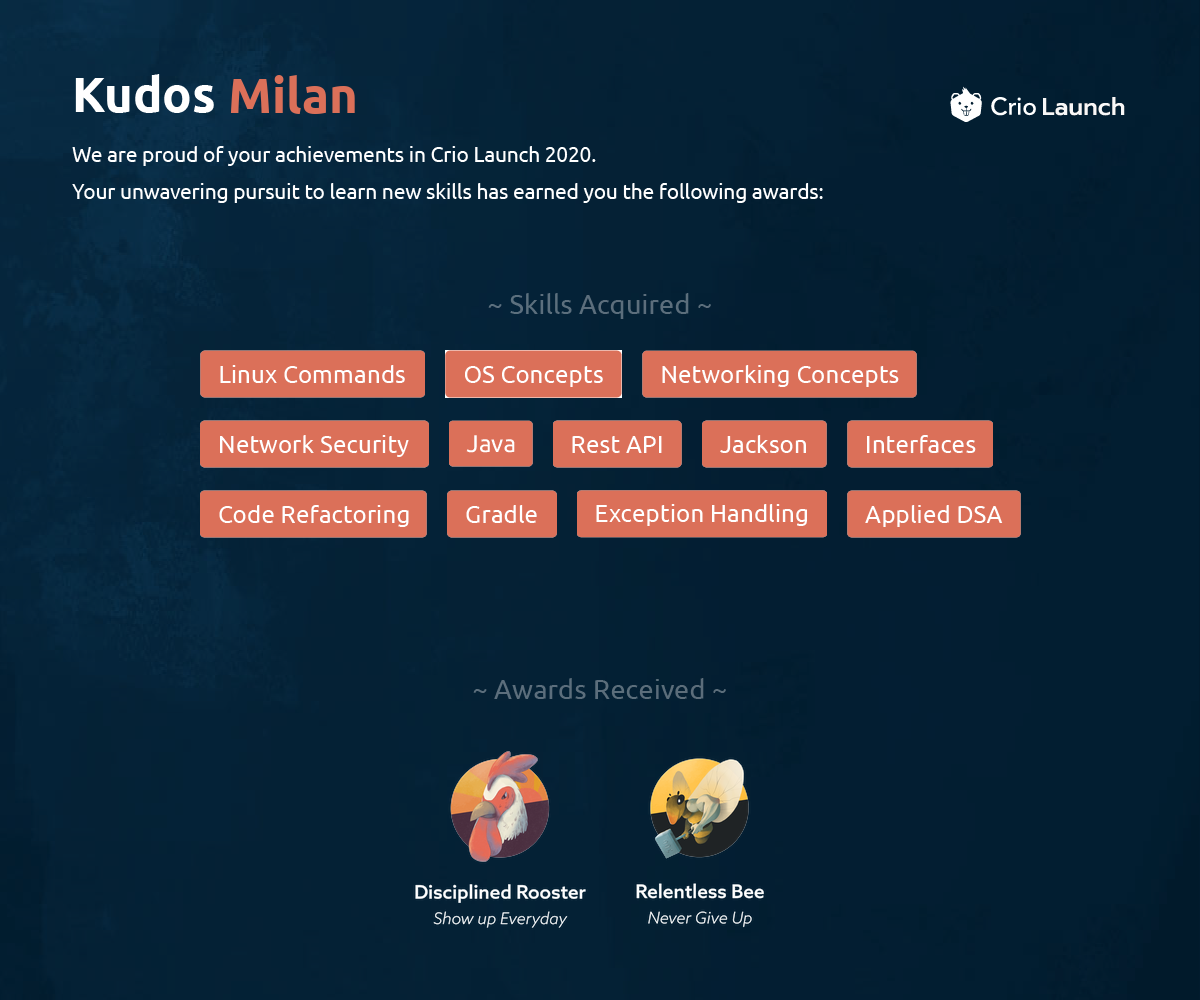 Kudos Milan
Crio Launch
We are proud of your achievements in Crio Launch 2020.
Your unwavering pursuit to learn new skills has earned you the following awards:
~ Skills Acquired ~
Linux Commands OS Concepts Networking Concepts
Network Security Java Rest API Jackson Interfaces
Code Refactoring Gradle Exception Handling Applied DSA
~ Awards Received ~
Disciplined Rooster Relentless Bee
Show up Everyday Never Give Up